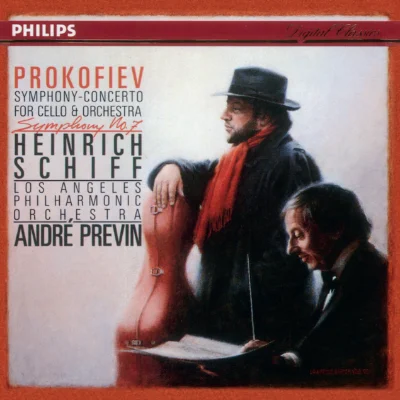 PHILIPS
Digital Classics
PROKOFIEV
SYMPHONY-CONCERTO
FOR CELLO & ORCHESTRA
Symphony No. 7
HEINRICH
SCHIFF
LOS ANGELES
PHILHARMONIC
ORCHESTRA
ANDRÉ PREVIN